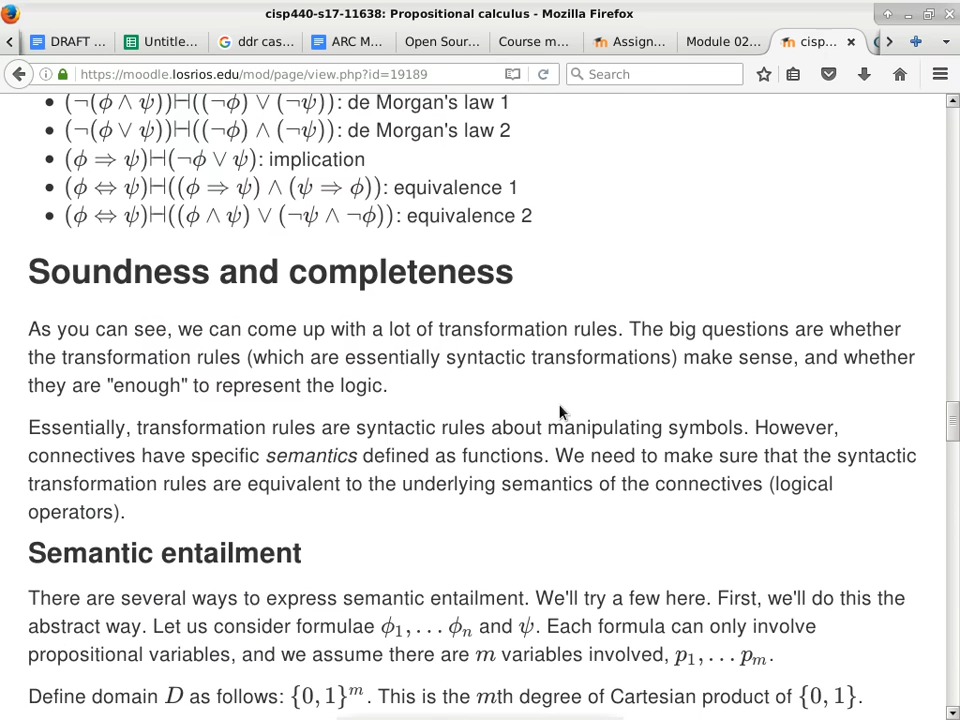 cisp440-s17-11638: Propositional calculus - Mozilla Firefox
DRAFT ... Untitle... ddr cas... ARC M... Open Sour... Course m... Assign... Module 02... cisp...
https://moodle.losrios.edu/mod/page/view.php?id=19189 Search
• (¬(ϕ ∧ ψ))⊢⊣((¬ϕ) ∨ (¬ψ)): de Morgan's law 1
• (¬(ϕ ∨ ψ))⊢⊣((¬ϕ) ∧ (¬ψ)): de Morgan's law 2
• (ϕ ⇒ ψ)⊢⊣(¬ϕ ∨ ψ): implication
• (ϕ ⇔ ψ)⊢⊣((ϕ ⇒ ψ) ∧ (ψ ⇒ ϕ)): equivalence 1
• (ϕ ⇔ ψ)⊢⊣((ϕ ∧ ψ) ∨ (¬ψ ∧ ¬ϕ)): equivalence 2
Soundness and completeness
As you can see, we can come up with a lot of transformation rules. The big questions are whether
the transformation rules (which are essentially syntactic transformations) make sense, and whether
they are "enough" to represent the logic.
Essentially, transformation rules are syntactic rules about manipulating symbols. However,
connectives have specific semantics defined as functions. We need to make sure that the syntactic
transformation rules are equivalent to the underlying semantics of the connectives (logical
operators).
Semantic entailment
There are several ways to express semantic entailment. We'll try a few here. First, we'll do this the
abstract way. Let us consider formulae ϕ₁, … ϕₙ and ψ. Each formula can only involve
propositional variables, and we assume there are m variables involved, p₁, … pₘ.
Define domain D as follows: {0, 1}ᵐ. This is the mth degree of Cartesian product of {0, 1}.